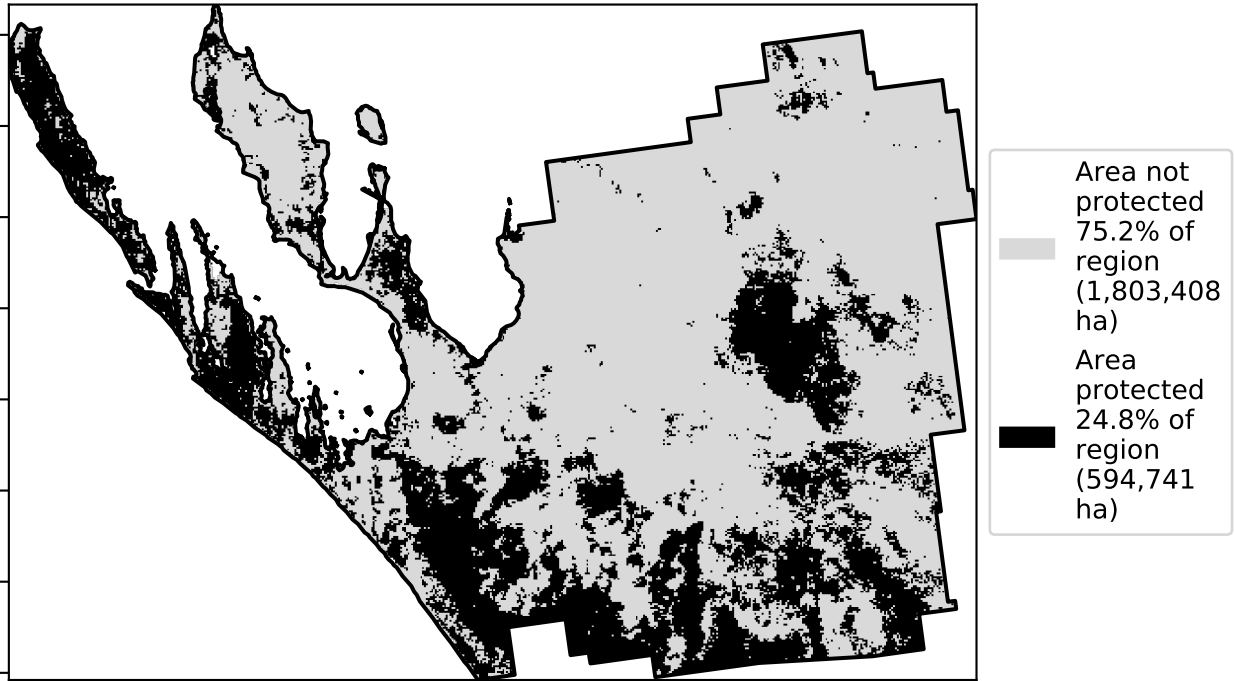 Area not
protected
75.2% of
region
(1,803,408
ha)
Area
protected
24.8% of
region
(594,741
ha)